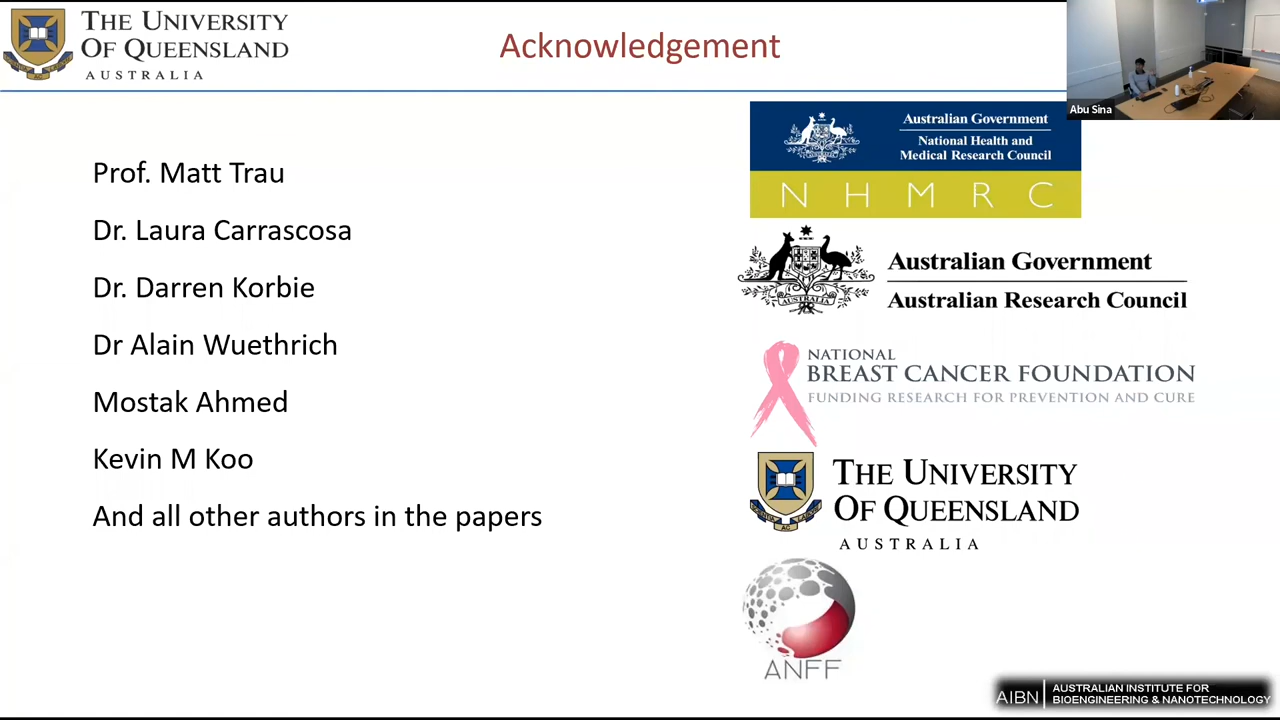 THE UNIVERSITY
OF QUEENSLAND
AUSTRALIA
Acknowledgement
Abu Sina
Prof. Matt Trau
Dr. Laura Carrascosa
Dr. Darren Korbie
Dr Alain Wuethrich
Mostak Ahmed
Kevin M Koo
And all other authors in the papers
Australian Government
National Health and
Medical Research Council
N H M R C
AUSTRALIA
Australian Government
Australian Research Council
NATIONAL
BREAST CANCER FOUNDATION
FUNDING RESEARCH FOR PREVENTION AND CURE
THE UNIVERSITY
OF QUEENSLAND
AUSTRALIA
ANFF
AIBN
AUSTRALIAN INSTITUTE FOR
BIOENGINEERING & NANOTECHNOLOGY